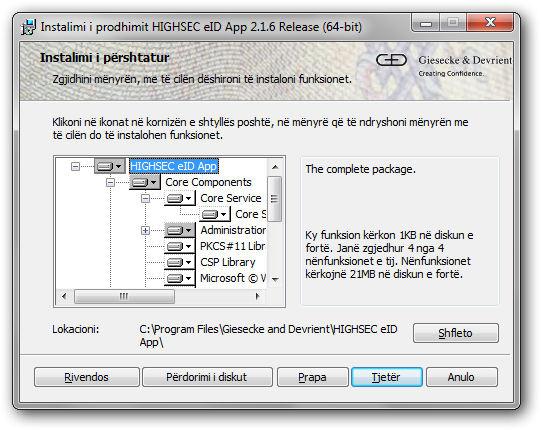 Instalimi i prodhimit HIGHSEC eID App 2.1.6 Release (64-bit)
Instalimi i përshtatur
Zgjidhni mënyrën, me të cilën dëshironi të instaloni funksionet.
Giesecke & Devrient
Creating Confidence.
Klikoni në ikonat në kornizën e shtyllës poshtë, në mënyrë që të ndryshoni mënyrën me
të cilën do të instalohen funksionet.
HIGHSEC eID App
Core Components
Core Service
Core S
Administration
PKCS#11 Libr
CSP Library
Microsoft © W
The complete package.
Ky funksion kërkon 1KB në diskun e
fortë. Janë zgjedhur 4 nga 4
nënfunksionet e tij. Nënfunksionet
kërkojnë 21MB në diskun e fortë.
Lokacioni:
C:\Program Files\Giesecke and Devrient\HIGHSEC eID
App\
Shfleto
Rivendos
Përdorimi i diskut
Prapa
Tjetër
Anulo